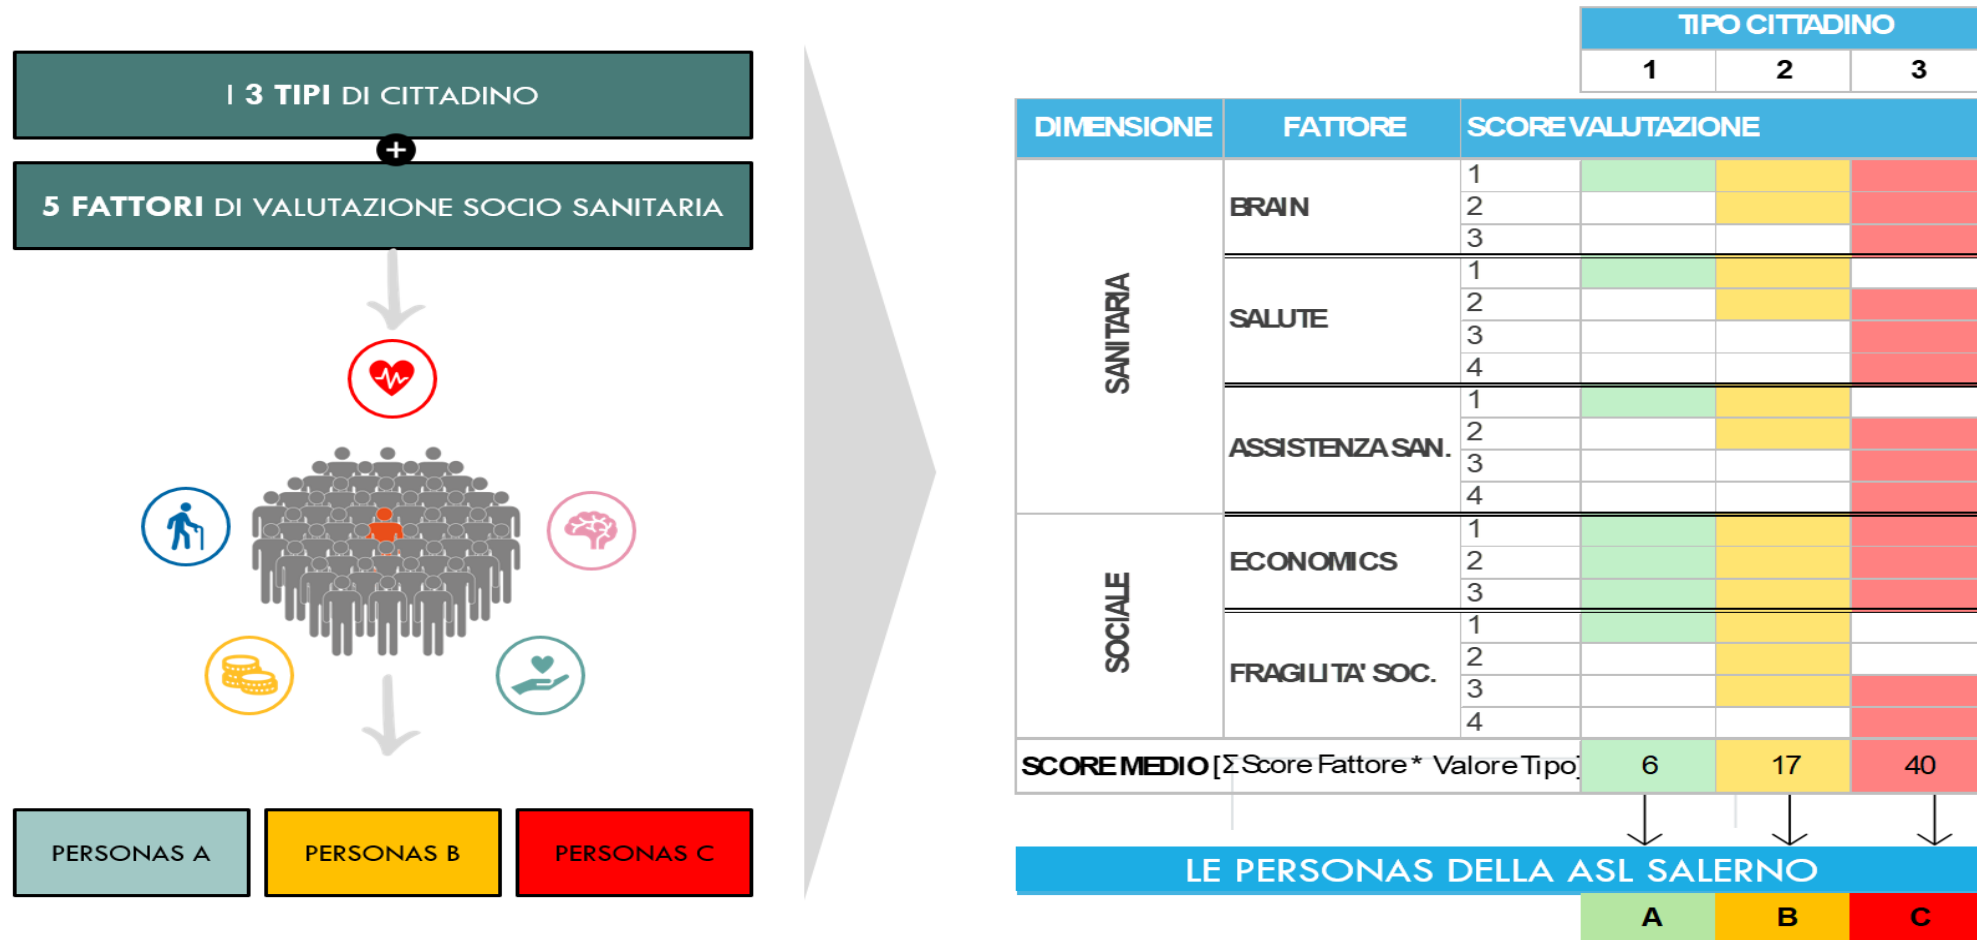 I 3 TIPI DI CITTADINO
+
5 FATTORI DI VALUTAZIONE SOCIO SANITARIA
PERSONAS A
PERSONAS B
PERSONAS C
TIPO CITTADINO
1 2 3
DIMENSIONE FATTORE SCORE VALUTAZIONE
SANITARIA
BRAIN
1
2
3
SALUTE
1
2
3
4
ASSISTENZA SAN.
1
2
3
4
SOCIALE
ECONOMICS
1
2
3
FRAGILITA' SOC.
1
2
3
4
SCORE MEDIO [ΣScore Fattore* Valore Tipo] 6 17 40
LE PERSONAS DELLA ASL SALERNO
A B C